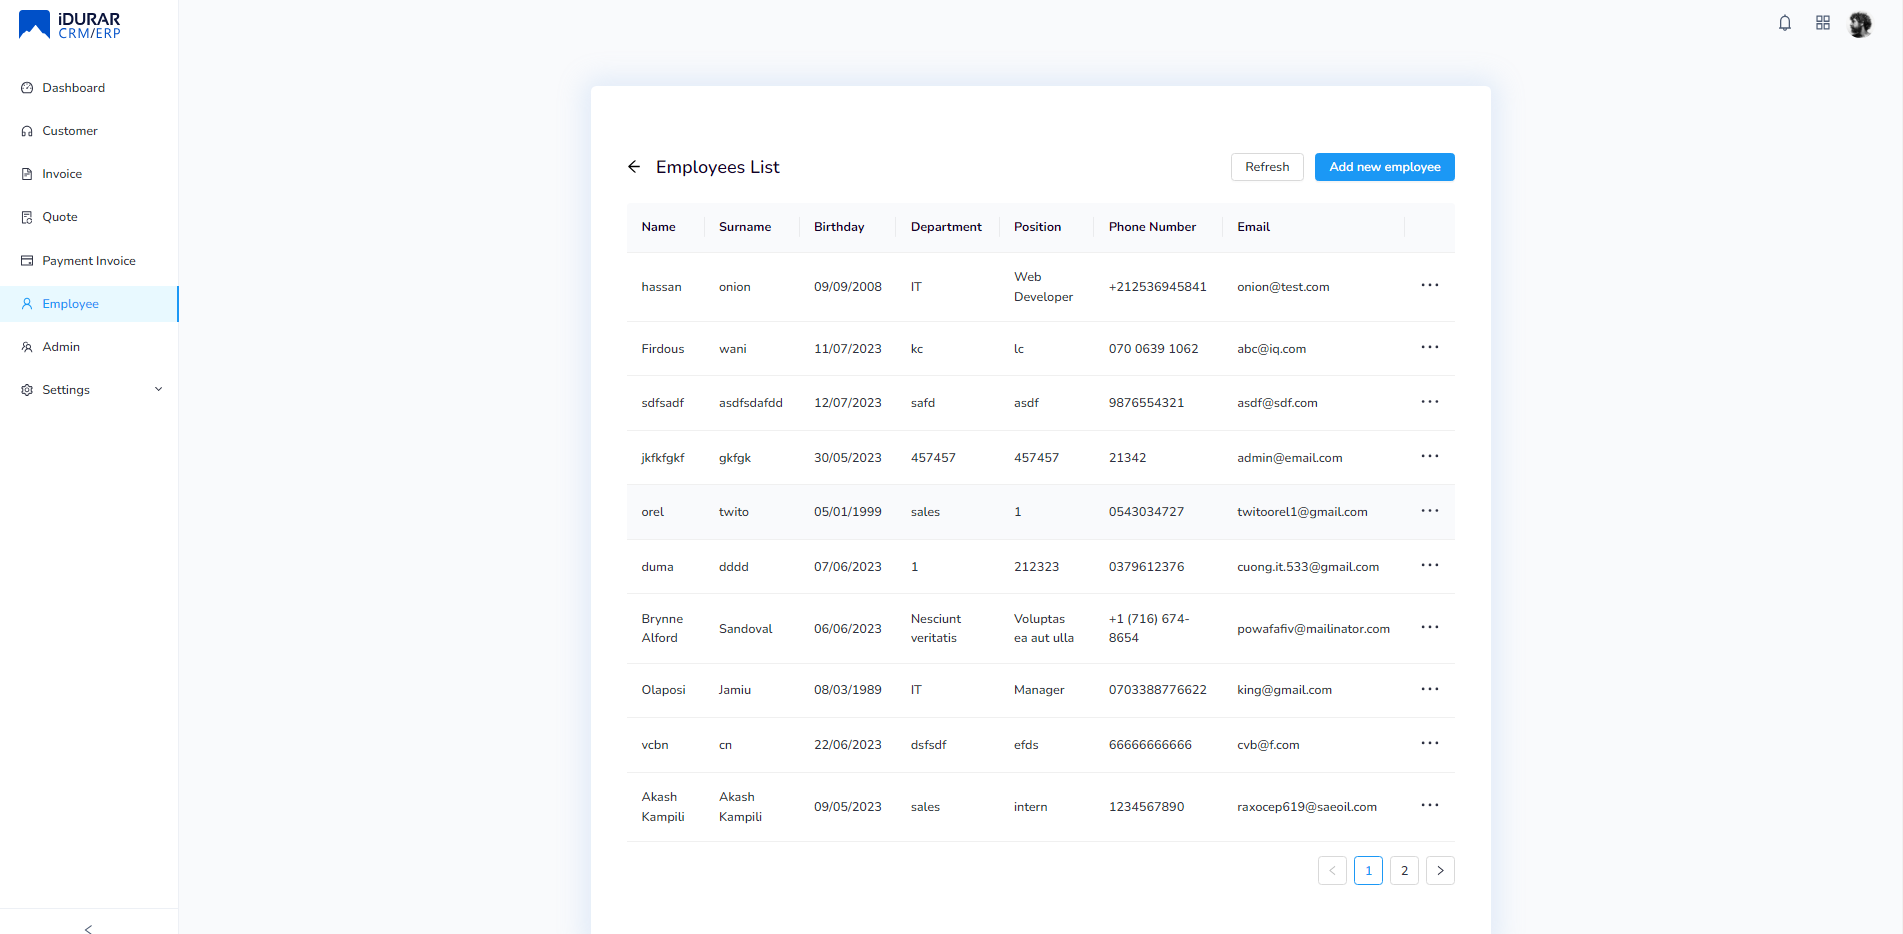 iDURAR
CRM/ERP
Dashboard
Customer
Invoice
Quote
Payment Invoice
Employee
Admin
Settings
Employees List
Refresh
Add new employee
Name Surname Birthday Department Position Phone Number Email
hassan onion 09/09/2008 IT Web Developer +212536945841 onion@test.com
Firdous wani 11/07/2023 kc lc 070 0639 1062 abc@iq.com
sdfsadf asdfsdafdd 12/07/2023 safd asdf 9876554321 asdf@sdf.com
jkfkfgkf gkfgk 30/05/2023 457457 457457 21342 admin@email.com
orel twito 05/01/1999 sales 1 0543034727 twitoorel1@gmail.com
duma dddd 07/06/2023 1 212323 0379612376 cuong.it.533@gmail.com
Brynne Alford Sandoval 06/06/2023 Nesciunt veritatis Voluptas ea aut ulla +1 (716) 674-8654 powafafiv@mailinator.com
Olaposi Jamiu 08/03/1989 IT Manager 0703388776622 king@gmail.com
vcbn cn 22/06/2023 dsfsdf efds 66666666666 cvb@f.com
Akash Kampili Akash Kampili 09/05/2023 sales intern 1234567890 raxocep619@saeoil.com
1 2